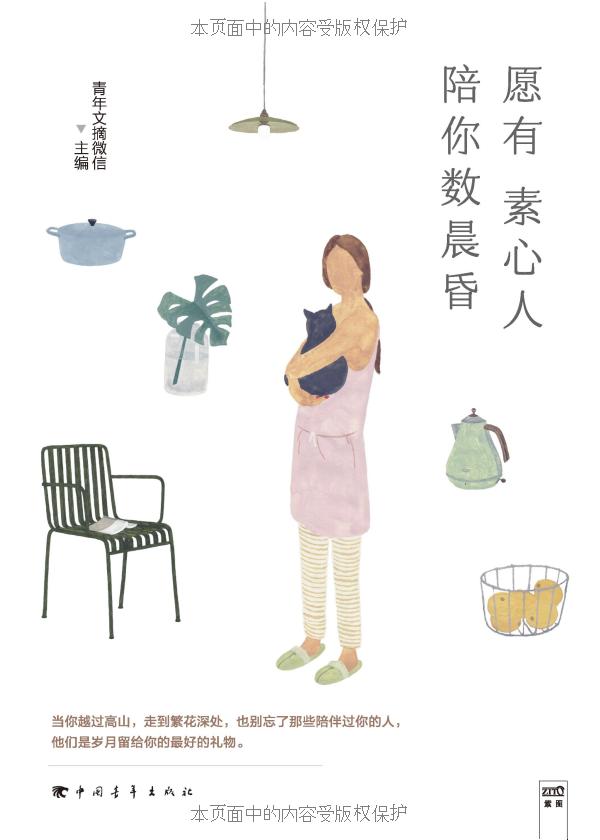 本页面中的内容受版权保护
愿有 素心人
陪你数晨昏
青年文摘微信
▼主编
当你越过高山，走到繁花深处，也别忘了那些陪伴过你的人，
他们是岁月留给你的最好的礼物。
中国青年出版社
ZITO
紫图
本页面中的内容受版权保护